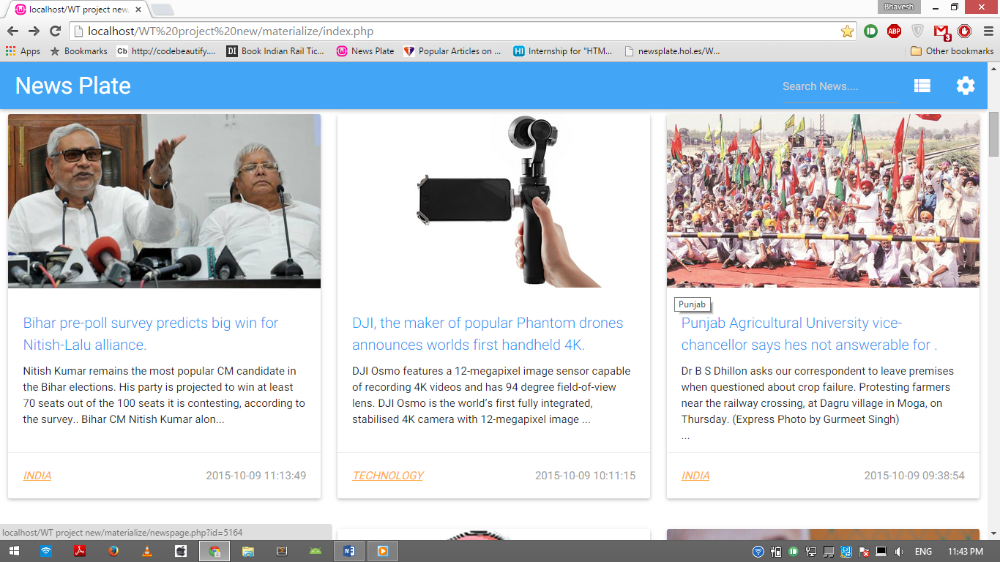 localhost/WT project new/
Bhavesh
localhost/WT%20project%20new/materialize/index.php
ABP
3
Apps
Bookmarks
Cb http://codebeautify....
DI Book Indian Rail Tic...
News Plate
Popular Articles on ...
HI Internship for "HTM...
newsplate.hol.es/W...
Other bookmarks
News Plate
Search News....
Punjab
Bihar pre-poll survey predicts big win for
Nitish-Lalu alliance.
Nitish Kumar remains the most popular CM candidate in
the Bihar elections. His party is projected to win at least
70 seats out of the 100 seats it is contesting, according to
the survey.. Bihar CM Nitish Kumar alon...
INDIA
2015-10-09 11:13:49
DJI, the maker of popular Phantom drones
announces worlds first handheld 4K.
DJI Osmo features a 12-megapixel image sensor capable
of recording 4K videos and has 94 degree field-of-view
lens. DJI Osmo is the world’s first fully integrated,
stabilised 4K camera with 12-megapixel image ...
TECHNOLOGY
2015-10-09 10:11:15
Punjab Agricultural University vice-
chancellor says hes not answerable for .
Dr B S Dhillon asks our correspondent to leave premises
when questioned about crop failure. Protesting farmers
near the railway crossing, at Dagru village in Moga, on
Thursday. (Express Photo by Gurmeet Singh)
...
INDIA
2015-10-09 09:38:54
localhost/WT project new/materialize/newspage.php?id=5164
ENG
11:43 PM